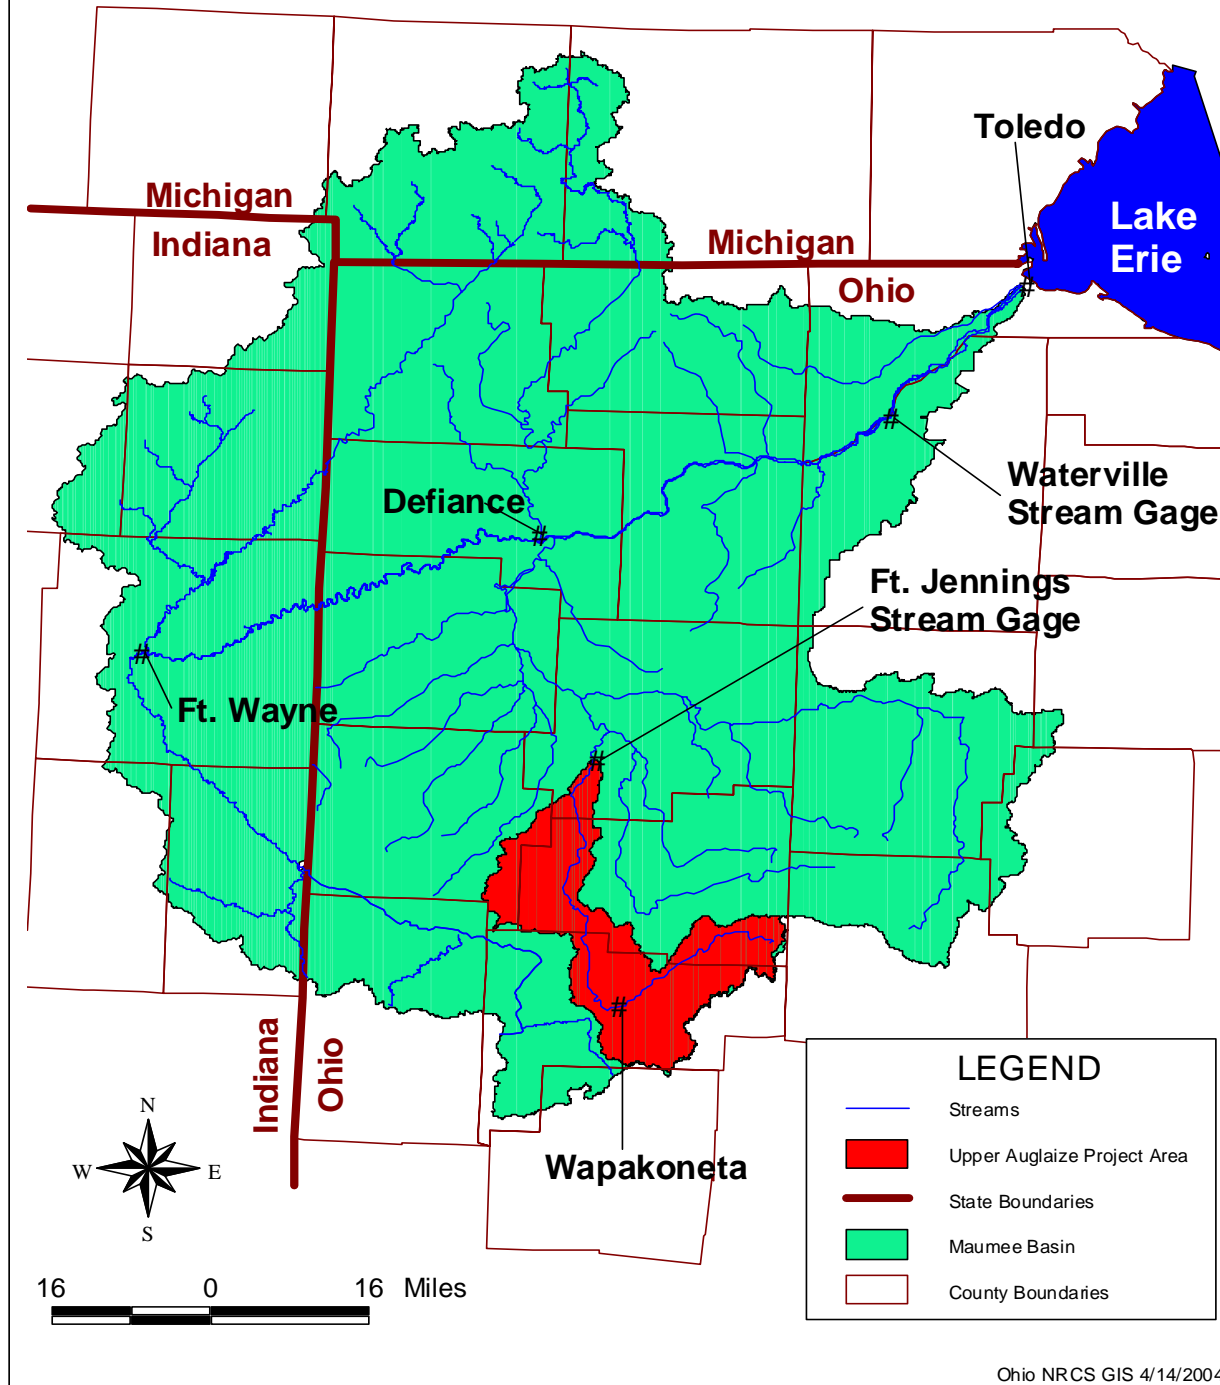 Toledo
Michigan
Lake
Erie
Indiana
Michigan
Ohio
#
#
Waterville
Stream Gage
Defiance
#
Ft. Jennings
Stream Gage
#
Ft. Wayne
#
#
Indiana
Ohio
Wapakoneta
N
W
E
S
16 0 16 Miles
LEGEND
Streams
Upper Auglaize Project Area
State Boundaries
Maumee Basin
County Boundaries
Ohio NRCS GIS 4/14/2004